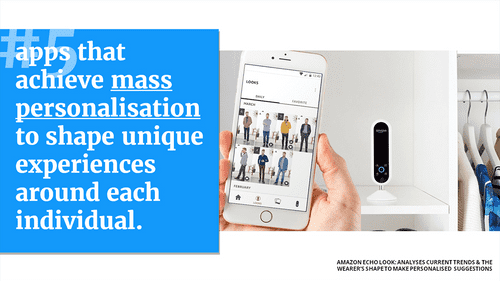 #5
apps that
achieve mass
personalisation
to shape unique
experiences
around each
individual.
LOOKS
DAILY
FAVORITE
MARCH
FEBRUARY
AMAZON ECHO LOOK: ANALYSES CURRENT TRENDS & THE
WEARER'S SHAPE TO MAKE PERSONALISED SUGGESTIONS